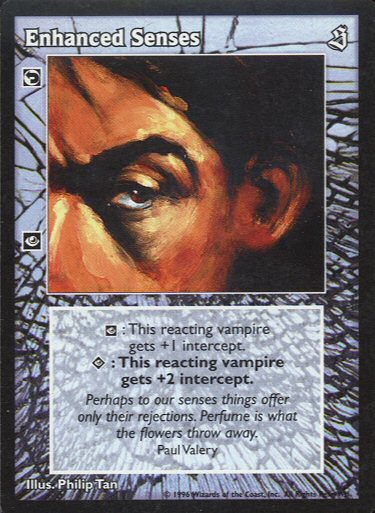 Enhanced Senses
: This reacting vampire
gets +1 intercept.
: This reacting vampire
gets +2 intercept.
Perhaps to our senses things offer
only their rejections. Perfume is what
the flowers throw away.
Paul Valery
Illus. Philip Tan
© 1996 Wizards of the Coast, Inc. All Rights Reserved.